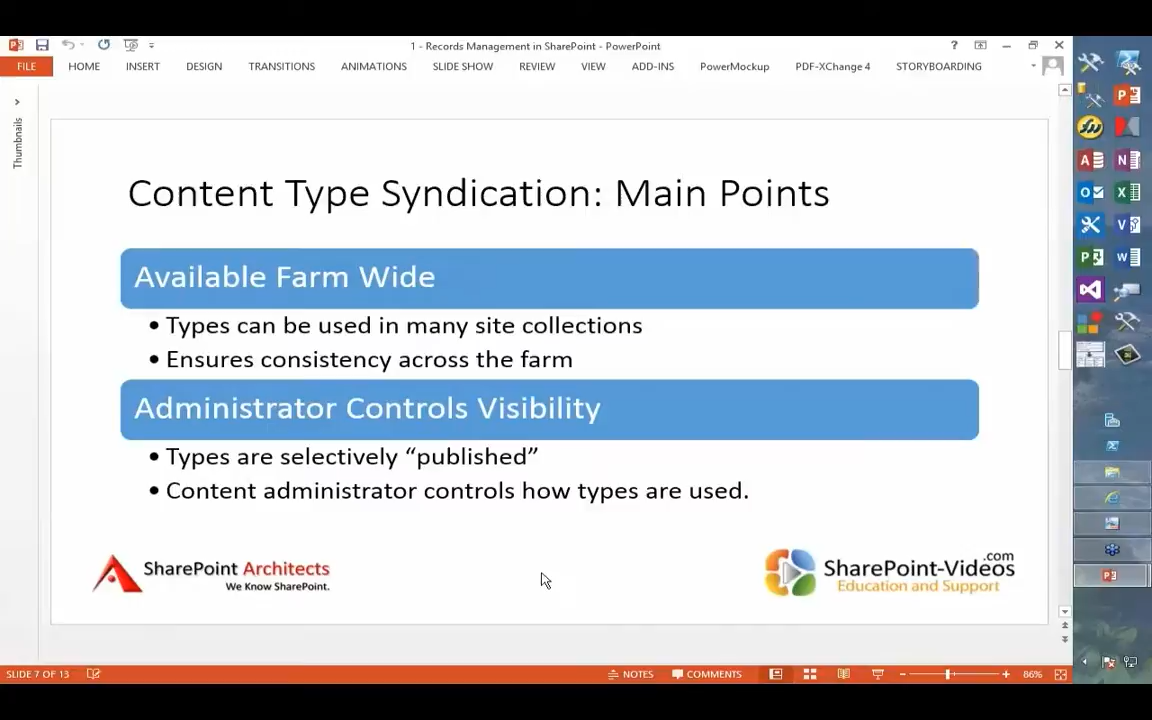 1 - Records Management in SharePoint - PowerPoint
?
FILE HOME INSERT DESIGN TRANSITIONS ANIMATIONS SLIDE SHOW REVIEW VIEW ADD-INS PowerMockup PDF-XChange 4 STORYBOARDING
Thumbnails
Content Type Syndication: Main Points
Available Farm Wide
• Types can be used in many site collections
• Ensures consistency across the farm
Administrator Controls Visibility
• Types are selectively “published”
• Content administrator controls how types are used.
SharePoint Architects
We Know SharePoint.
.com
SharePoint-Videos
Education and Support
SLIDE 7 OF 13 NOTES COMMENTS 86%